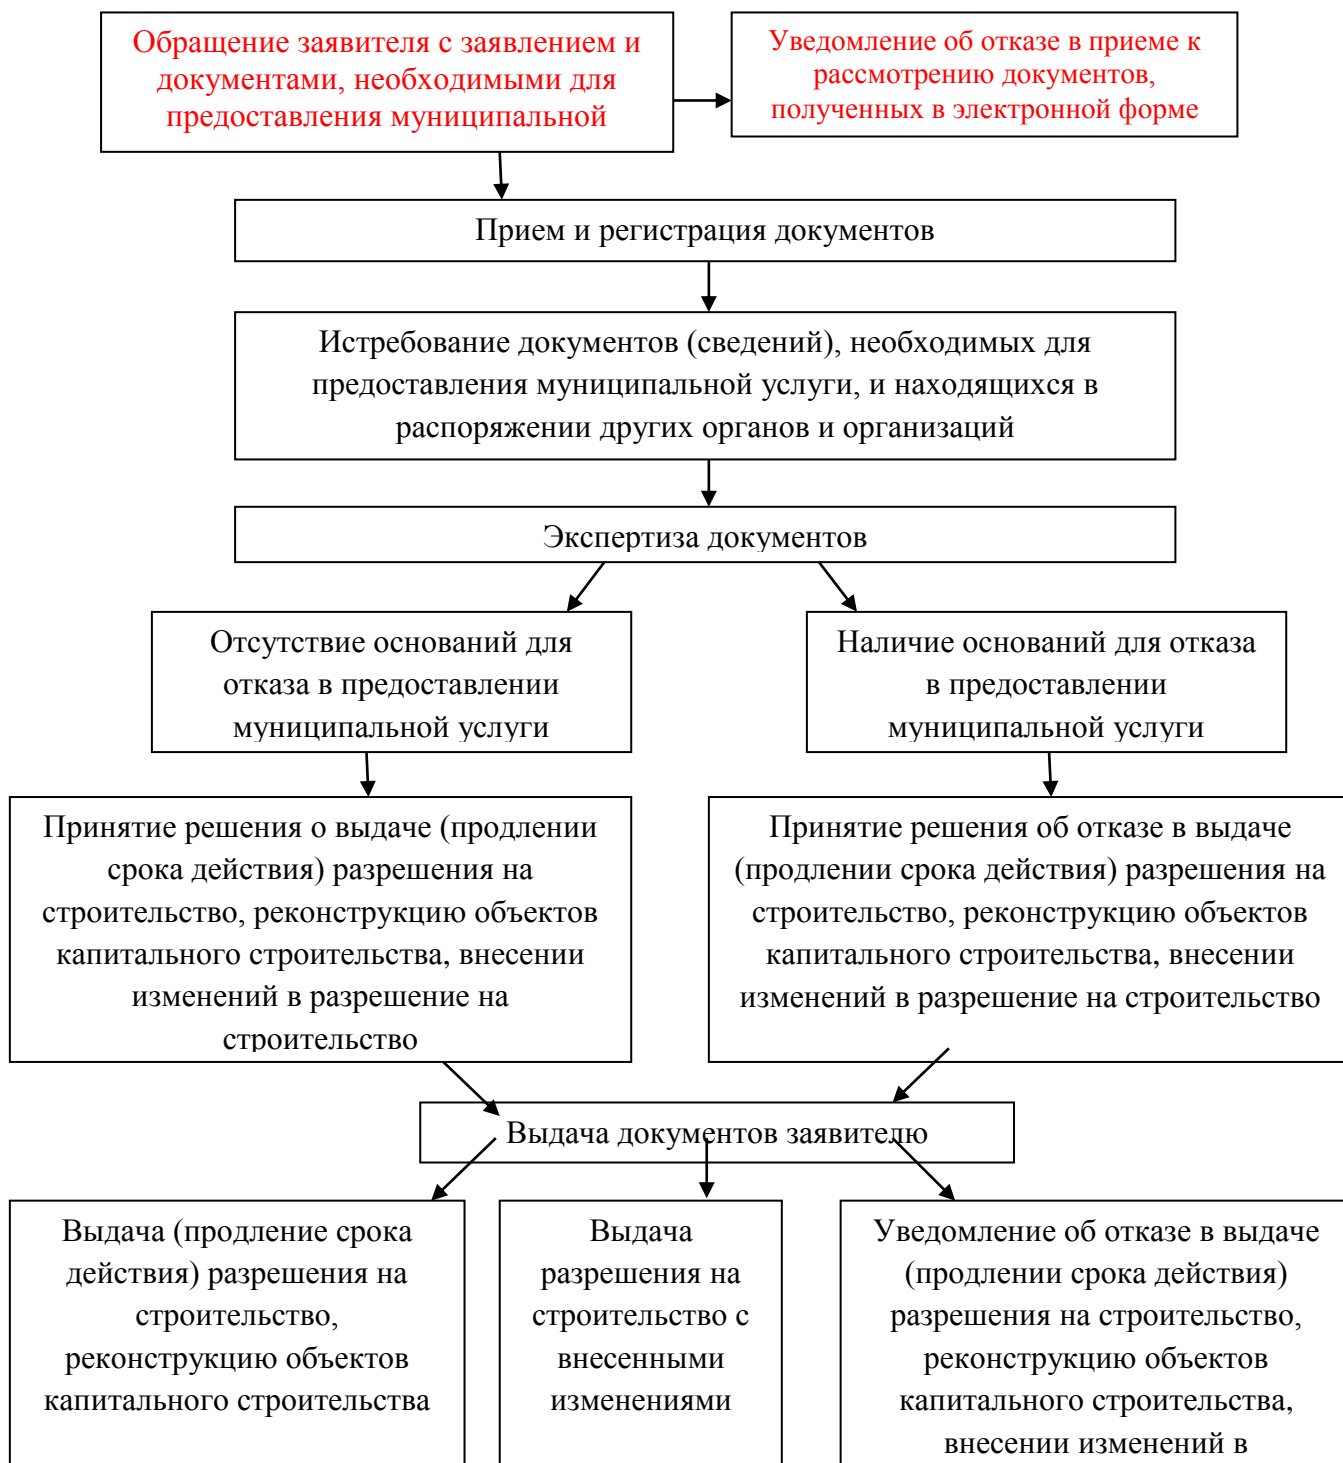 Обращение заявителя с заявлением и
документами, необходимыми для
предоставления муниципальной
Уведомление об отказе в приеме к
рассмотрению документов,
полученных в электронной форме
Прием и регистрация документов
Истребование документов (сведений), необходимых для
предоставления муниципальной услуги, и находящихся в
распоряжении других органов и организаций
Экспертиза документов
Отсутствие оснований для
отказа в предоставлении
муниципальной услуги
Наличие оснований для отказа
в предоставлении
муниципальной услуги
Принятие решения о выдаче (продлении
срока действия) разрешения на
строительство, реконструкцию объектов
капитального строительства, внесении
изменений в разрешение на
строительство
Принятие решения об отказе в выдаче
(продлении срока действия) разрешения на
строительство, реконструкцию объектов
капитального строительства, внесении
изменений в разрешение на строительство
Выдача документов заявителю
Выдача (продление срока
действия) разрешения на
строительство,
реконструкцию объектов
капитального строительства
Выдача
разрешения на
строительство с
внесенными
изменениями
Уведомление об отказе в выдаче
(продлении срока действия)
разрешения на строительство,
реконструкцию объектов
капитального строительства,
внесении изменений в